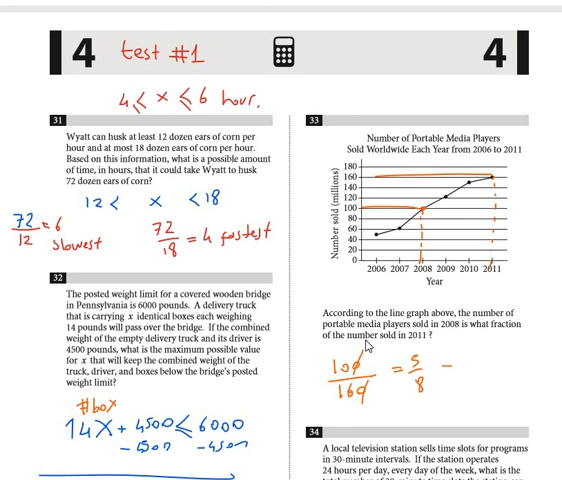 4 test #1 4
4 ≤ x ≤ 6 hour.
31
Wyatt can husk at least 12 dozen ears of corn per
hour and at most 18 dozen ears of corn per hour.
Based on this information, what is a possible amount
of time, in hours, that it could take Wyatt to husk
72 dozen ears of corn?
12 < x < 18
72/12 = 6 slowest
72/18 = 4 fastest
32
The posted weight limit for a covered wooden bridge
in Pennsylvania is 6000 pounds. A delivery truck
that is carrying x identical boxes each weighing
14 pounds will pass over the bridge. If the combined
weight of the empty delivery truck and its driver is
4500 pounds, what is the maximum possible value
for x that will keep the combined weight of the
truck, driver, and boxes below the bridge's posted
weight limit?
#box
14X + 4500 ≤ 6000
- 4500 - 4500
33
Number of Portable Media Players
Sold Worldwide Each Year from 2006 to 2011
Number sold (millions)
180
160
140
120
100
80
60
40
20
0
2006 2007 2008 2009 2010 2011
Year
According to the line graph above, the number of
portable media players sold in 2008 is what fraction
of the number sold in 2011 ?
100/160 = 5/8 –
34
A local television station sells time slots for programs
in 30-minute intervals. If the station operates
24 hours per day, every day of the week, what is the